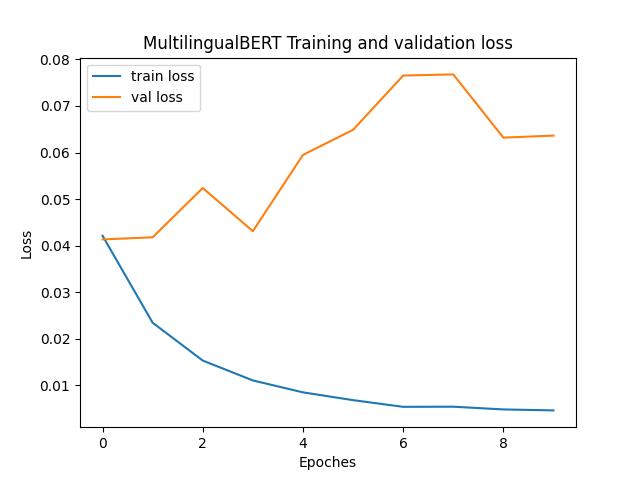 MultilingualBERT Training and validation loss
train loss
val loss
0.08
0.07
0.06
0.05
0.04
0.03
0.02
0.01
Loss
0 2 4 6 8
Epoches